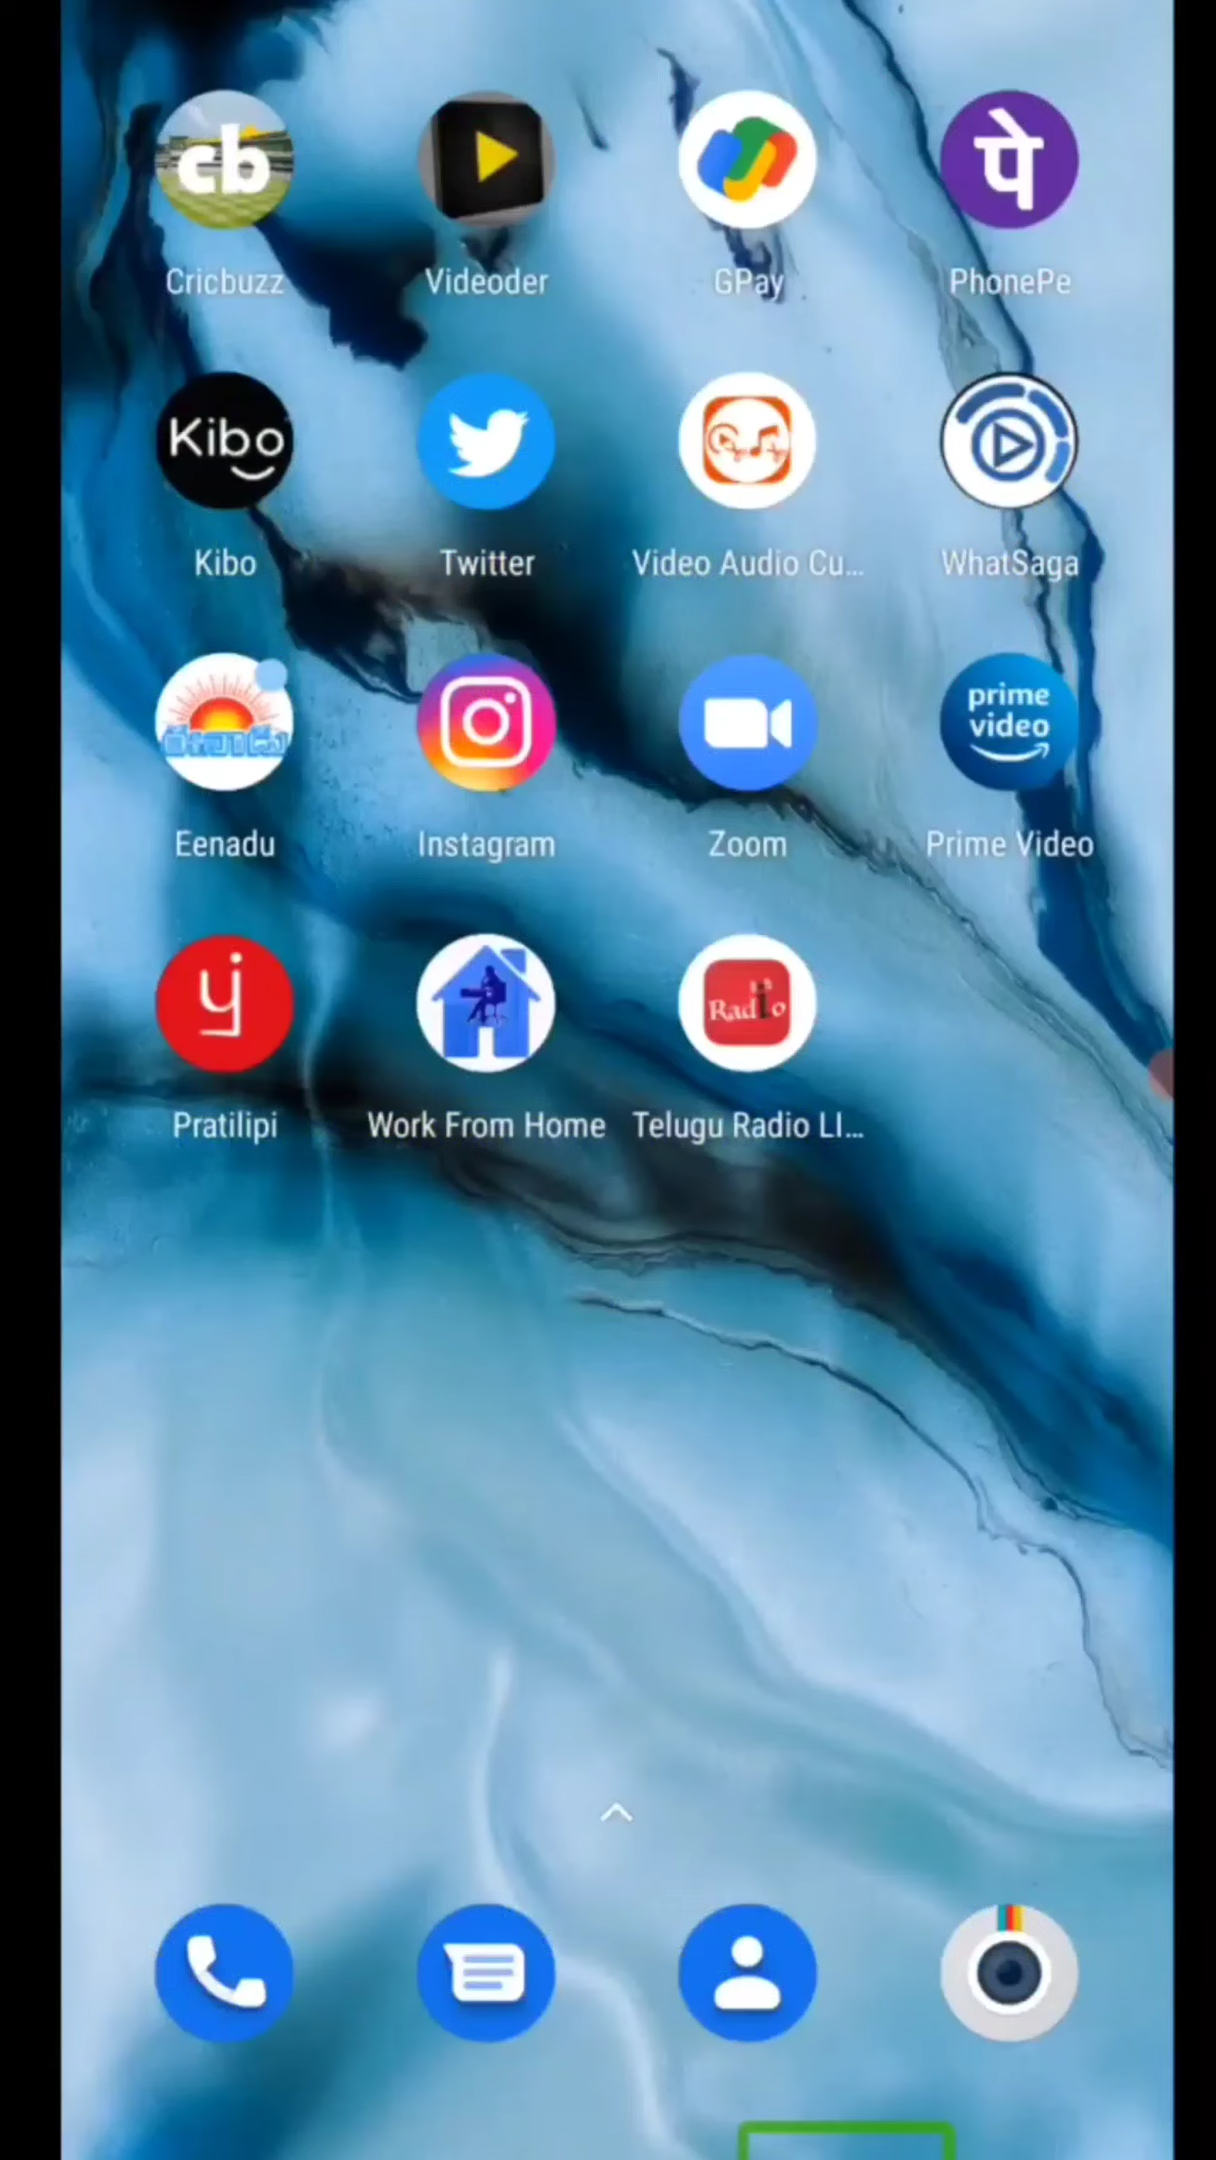 cb
Cricbuzz
Videoder
GPay
पे
PhonePe
Kibo
Kibo
Twitter
Video Audio Cu...
WhatSaga
ఈనాడు
Eenadu
Instagram
Zoom
prime
video
Prime Video
Pratilipi
Work From Home
Radio
Telugu Radio LI...